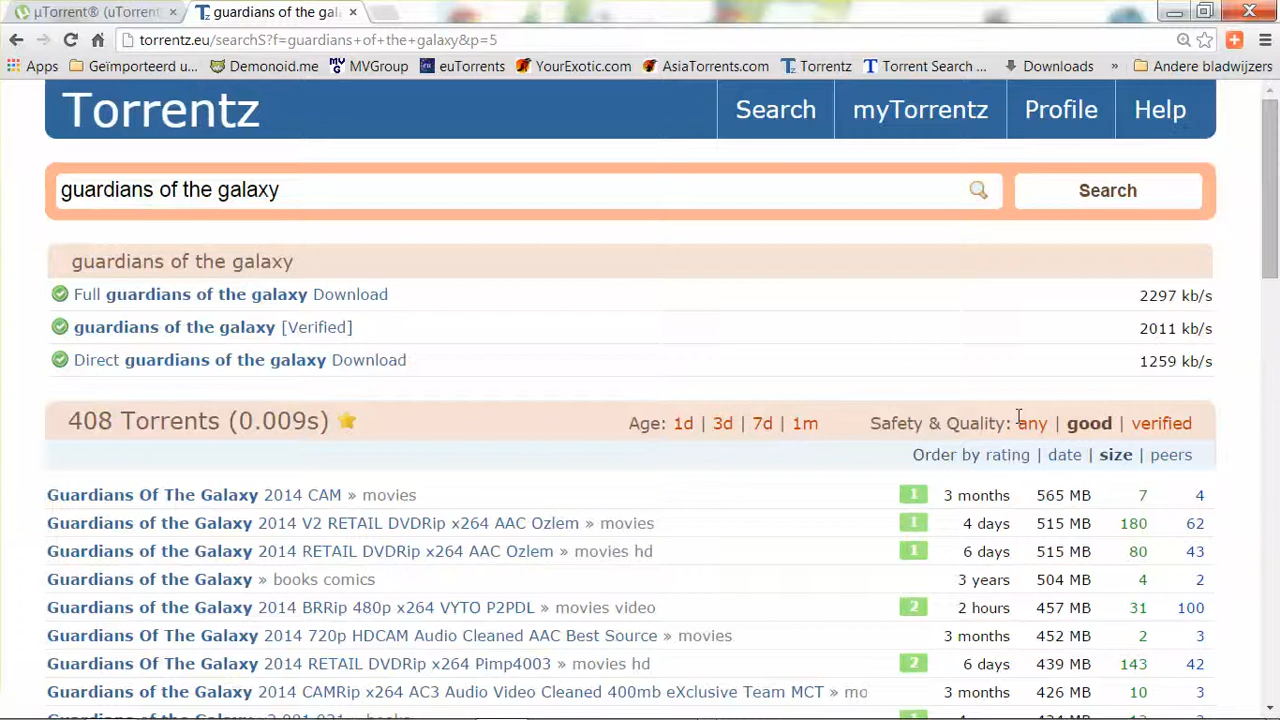 µTorrent® (uTorrent
guardians of the gal
torrentz.eu/searchS?f=guardians+of+the+galaxy&p=5
Apps Geïmporteerd u... Demonoid.me MVGroup euTorrents YourExotic.com AsiaTorrents.com Torrentz Torrent Search ... Downloads » Andere bladwijzers
Torrentz Search myTorrentz Profile Help
guardians of the galaxy Search
guardians of the galaxy
Full guardians of the galaxy Download 2297 kb/s
guardians of the galaxy [Verified] 2011 kb/s
Direct guardians of the galaxy Download 1259 kb/s
408 Torrents (0.009s) Age: 1d | 3d | 7d | 1m Safety & Quality: any | good | verified
Order by rating | date | size | peers
Guardians Of The Galaxy 2014 CAM » movies 1 3 months 565 MB 7 4
Guardians of the Galaxy 2014 V2 RETAIL DVDRip x264 AAC Ozlem » movies 1 4 days 515 MB 180 62
Guardians of the Galaxy 2014 RETAIL DVDRip x264 AAC Ozlem » movies hd 1 6 days 515 MB 80 43
Guardians of the Galaxy » books comics 3 years 504 MB 4 2
Guardians of the Galaxy 2014 BRRip 480p x264 VYTO P2PDL » movies video 2 2 hours 457 MB 31 100
Guardians Of The Galaxy 2014 720p HDCAM Audio Cleaned AAC Best Source » movies 3 months 452 MB 2 3
Guardians Of The Galaxy 2014 RETAIL DVDRip x264 Pimp4003 » movies hd 2 6 days 439 MB 143 42
Guardians Of The Galaxy 2014 CAMRip x264 AC3 Audio Video Cleaned 400mb eXclusive Team MCT » mo 3 months 426 MB 10 3